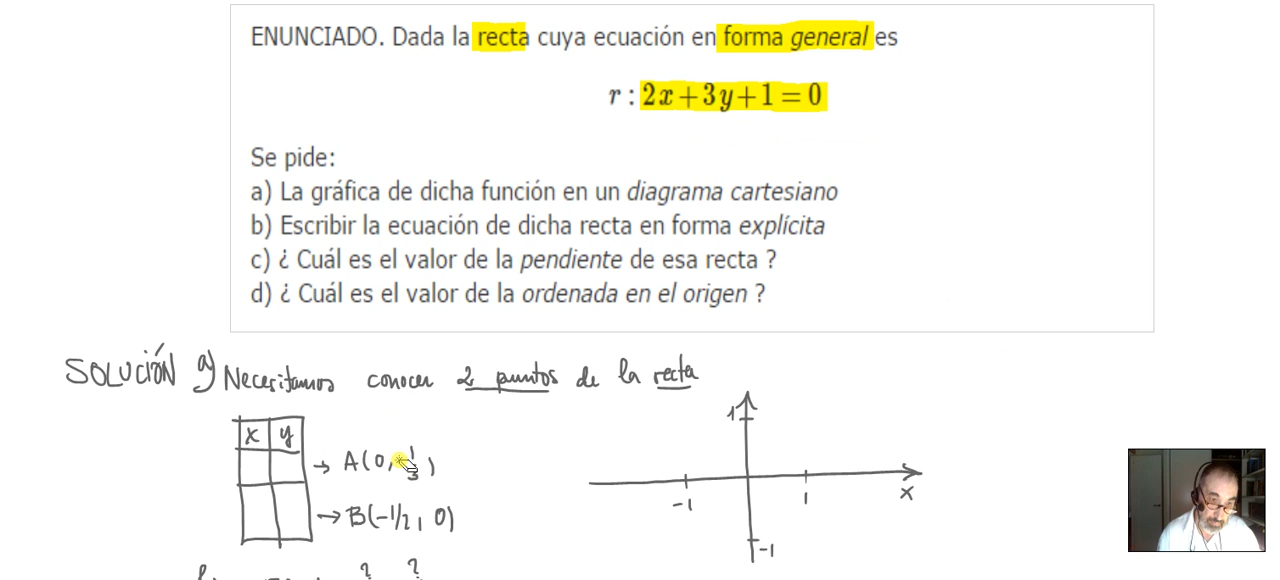 ENUNCIADO. Dada la recta cuya ecuación en forma general es
r : 2x+3y+1=0
Se pide:
a) La gráfica de dicha función en un diagrama cartesiano
b) Escribir la ecuación de dicha recta en forma explícita
c) ¿ Cuál es el valor de la pendiente de esa recta ?
d) ¿ Cuál es el valor de la ordenada en el origen ?
SOLUCIÓN a) Necesitamos conocer 2 puntos de la recta
x y
→ A(0, -1/3)
→ B(-1/2, 0)
1
-1 1 x
-1
? ?